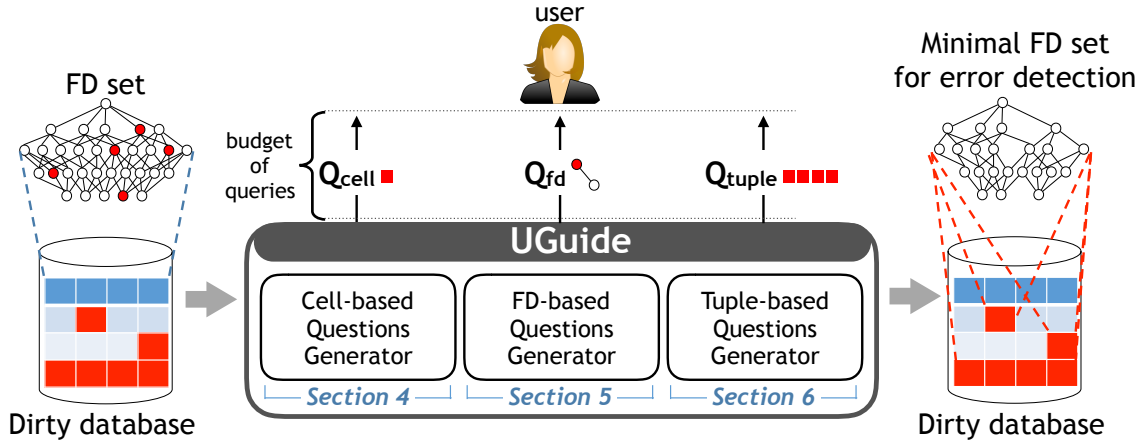 user
FD set
Minimal FD set
for error detection
budget
of
queries
Qcell
Qfd
Qtuple
UGuide
Cell-based
Questions
Generator
FD-based
Questions
Generator
Tuple-based
Questions
Generator
Section 4
Section 5
Section 6
Dirty database
Dirty database